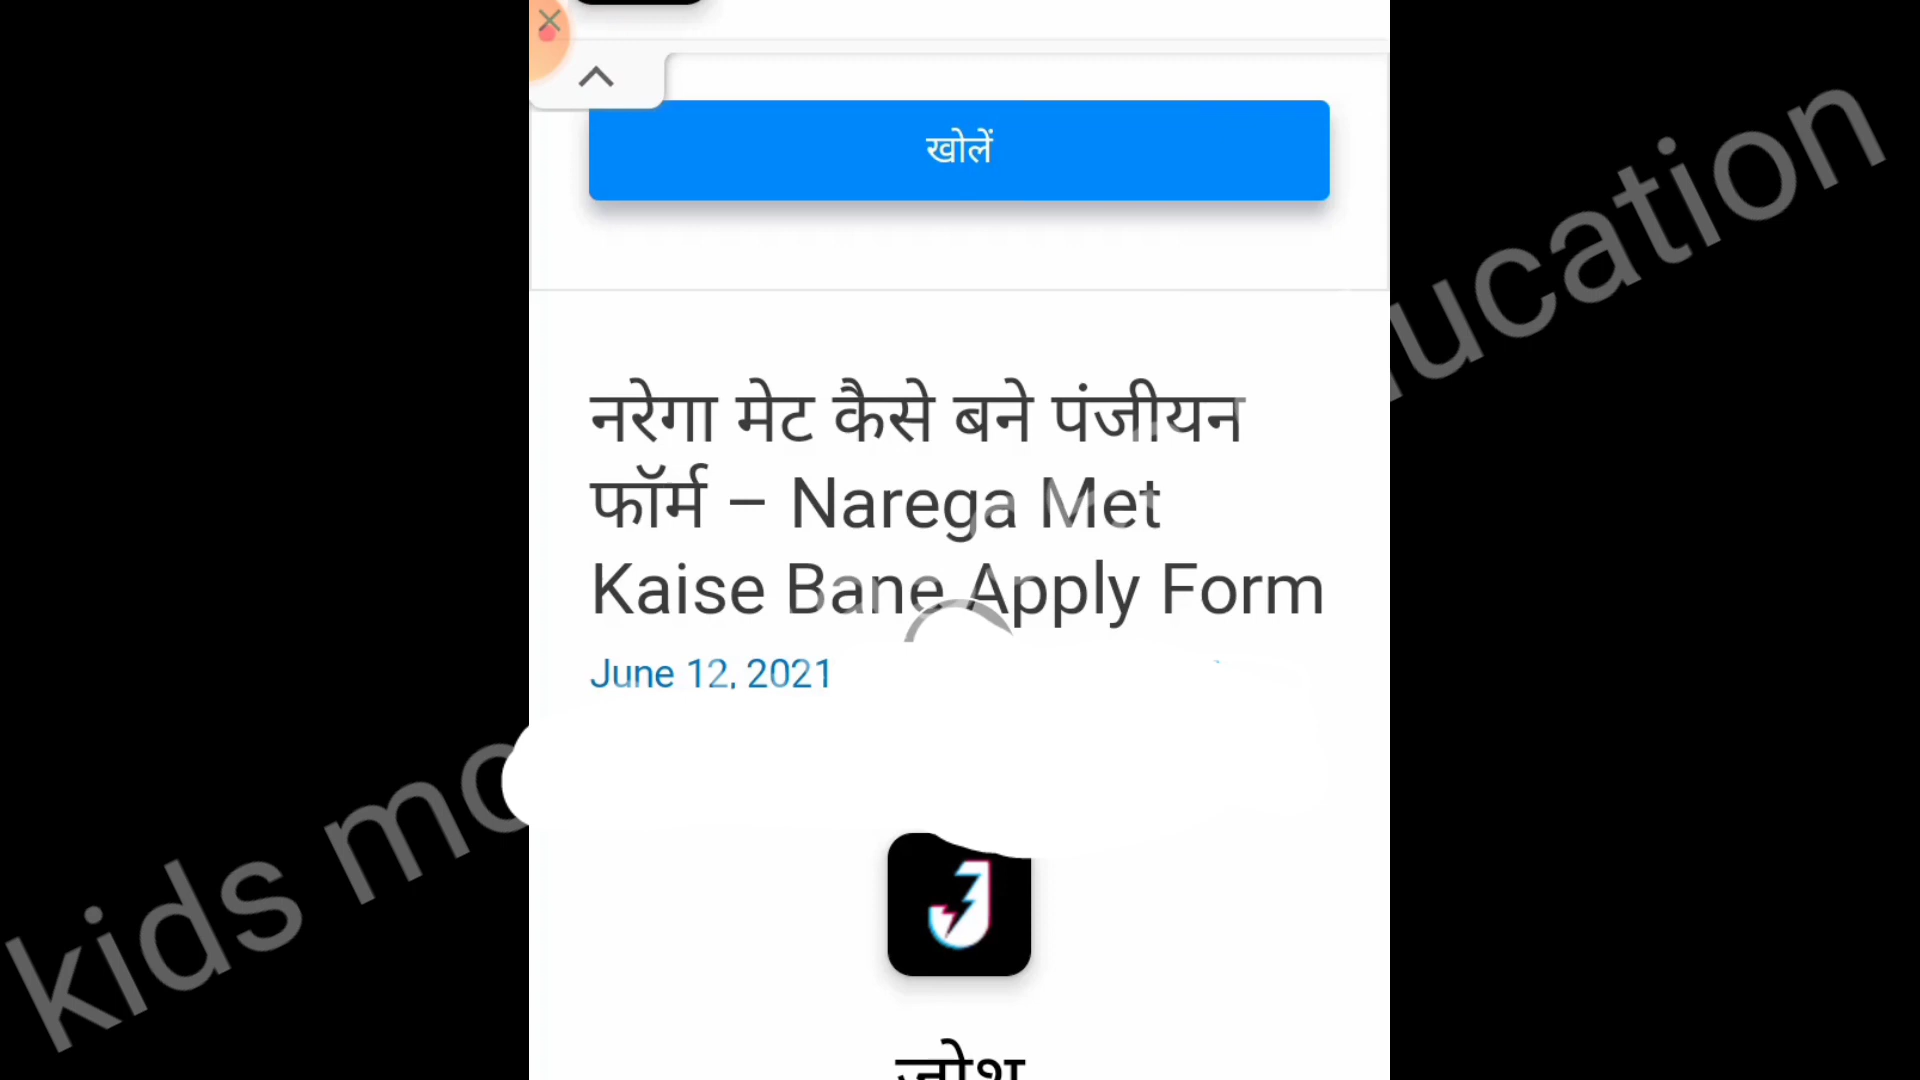 खोलें
नरेगा मेट कैसे बने पंजीयन
फॉर्म – Narega Met
Kaise Bane Apply Form
June 12, 2021
kids mo
ucation
जोश